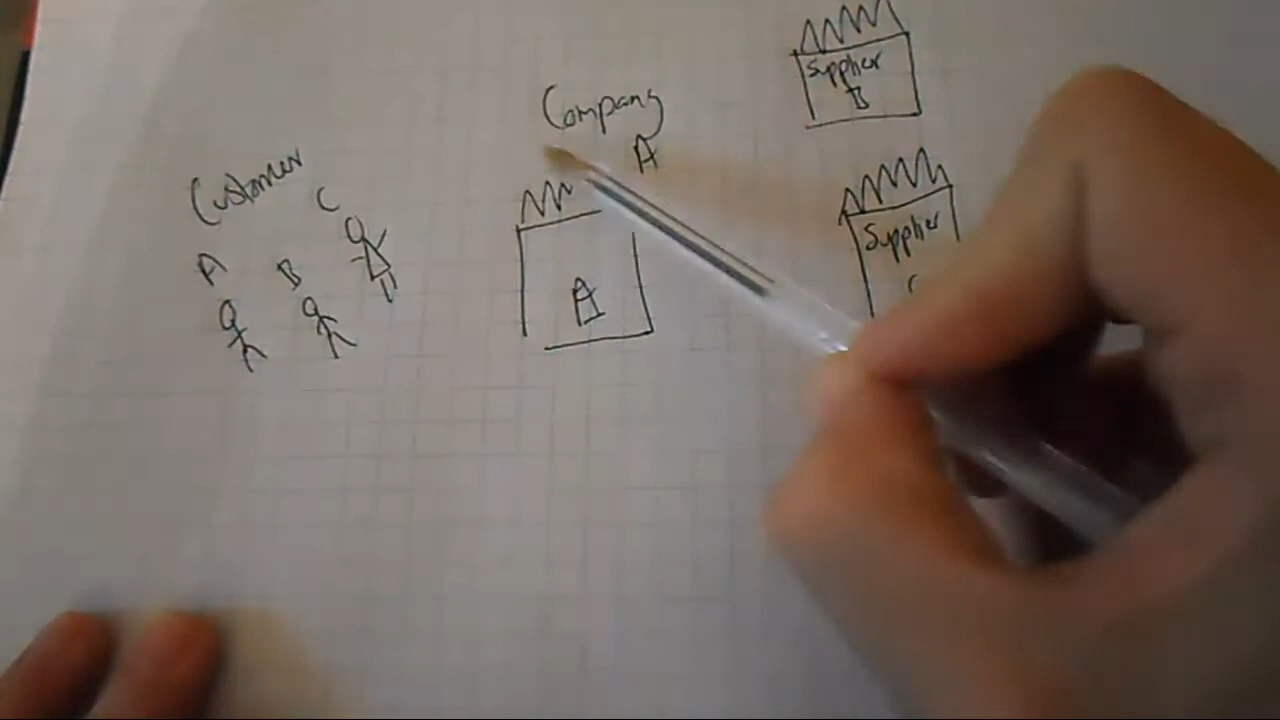 Customer
A B C
Company
A
A
Supplier
B
Supplier